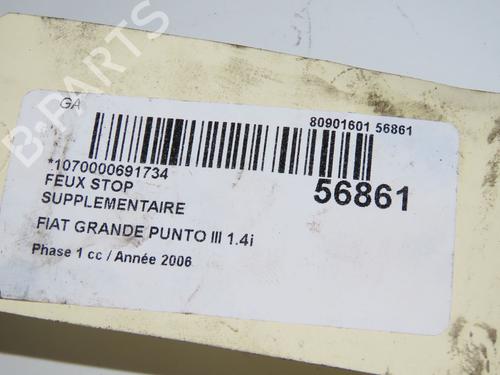 B-PARTS
GA
80901601 56861
*1070000691734
56861
FEUX STOP
SUPPLEMENTAIRE
FIAT GRANDE PUNTO III 1.4i
Phase 1 cc / Année 2006